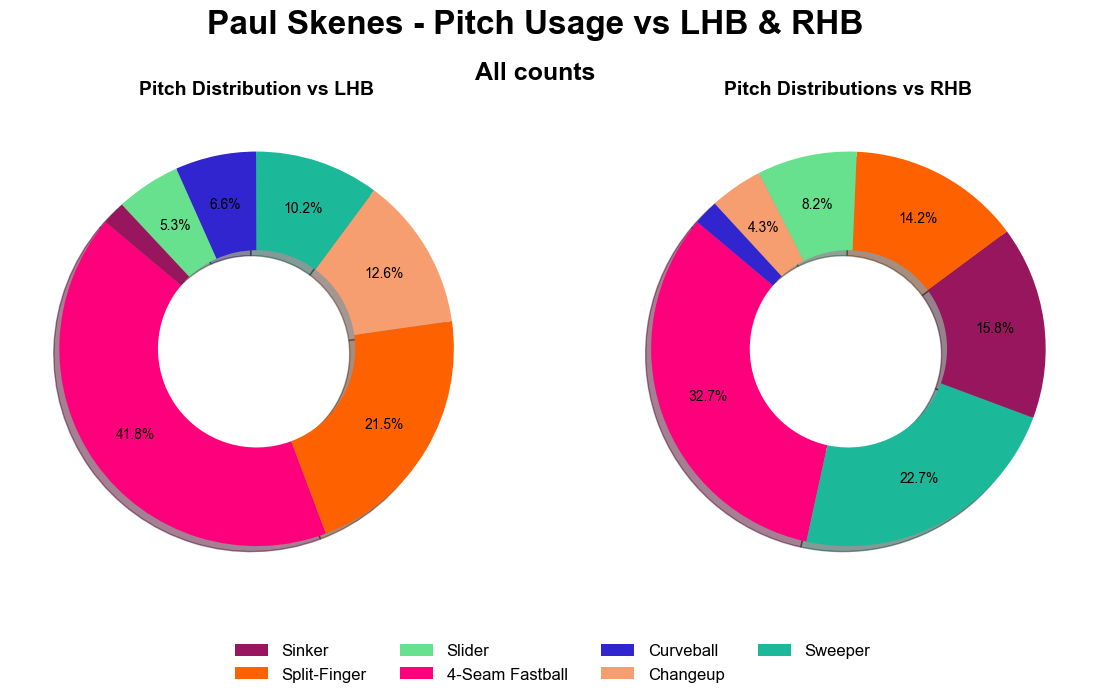 Paul Skenes - Pitch Usage vs LHB & RHB
All counts
Pitch Distribution vs LHB
Pitch Distributions vs RHB
6.6%
10.2%
5.3%
12.6%
41.8%
21.5%
8.2%
14.2%
4.3%
15.8%
32.7%
22.7%
Sinker
Split-Finger
Slider
4-Seam Fastball
Curveball
Changeup
Sweeper